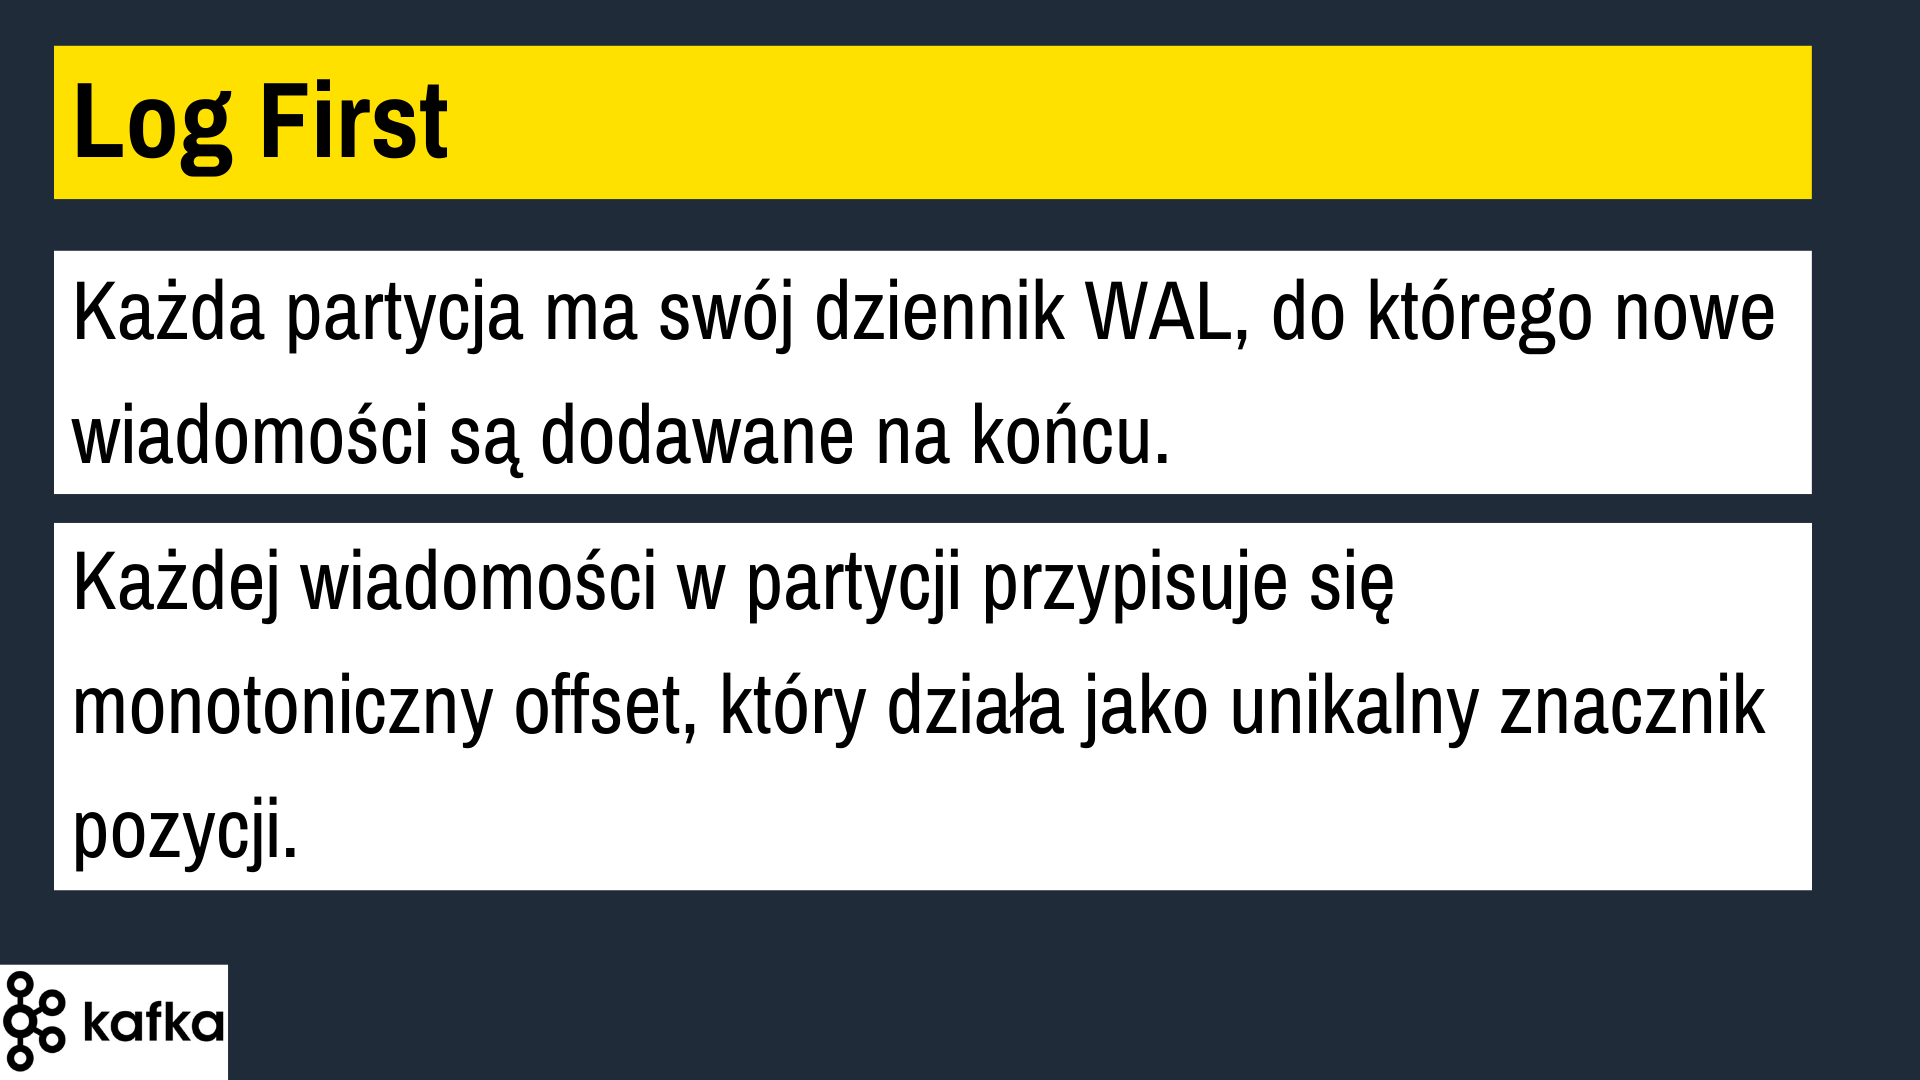 Log First
Każda partycja ma swój dziennik WAL, do którego nowe
wiadomości są dodawane na końcu.
Każdej wiadomości w partycji przypisuje się
monotoniczny offset, który działa jako unikalny znacznik
pozycji.
kafka